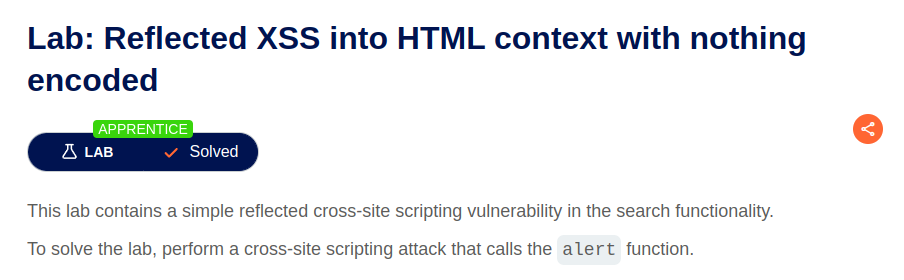 Lab: Reflected XSS into HTML context with nothing
encoded
APPRENTICE
LAB Solved
This lab contains a simple reflected cross-site scripting vulnerability in the search functionality.
To solve the lab, perform a cross-site scripting attack that calls the alert function.